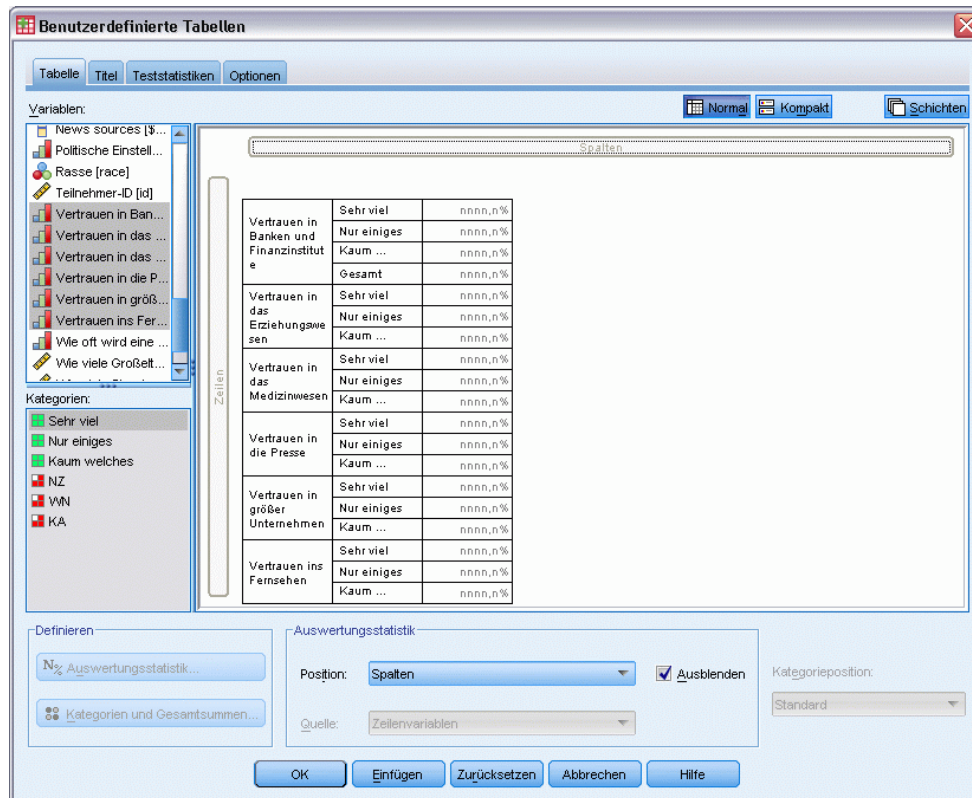 Benutzerdefinierte Tabellen
Tabelle Titel Teststatistiken Optionen
Variablen:
Normal Kompakt Schichten
News sources [$...
Politische Einstell...
Rasse [race]
Teilnehmer-ID [id]
Vertrauen in Ban...
Vertrauen in das ...
Vertrauen in das ...
Vertrauen in die P...
Vertrauen in größ...
Vertrauen ins Fer...
Wie oft wird eine ...
Wie viele Großelt...
Kategorien:
Sehr viel
Nur einiges
Kaum welches
NZ
WN
KA
Spalten
Zeilen
Vertrauen in
Banken und
Finanzinstitut
e
Sehr viel nnnn,n%
Nur einiges nnnn,n%
Kaum ... nnnn,n%
Gesamt nnnn,n%
Vertrauen in
das
Erziehungswe
sen
Sehr viel nnnn,n%
Nur einiges nnnn,n%
Kaum ... nnnn,n%
Vertrauen in
das
Medizinwesen
Sehr viel nnnn,n%
Nur einiges nnnn,n%
Kaum ... nnnn,n%
Vertrauen in
die Presse
Sehr viel nnnn,n%
Nur einiges nnnn,n%
Kaum ... nnnn,n%
Vertrauen in
größer
Unternehmen
Sehr viel nnnn,n%
Nur einiges nnnn,n%
Kaum ... nnnn,n%
Vertrauen ins
Fernsehen
Sehr viel nnnn,n%
Nur einiges nnnn,n%
Kaum ... nnnn,n%
Definieren
N% Auswertungsstatistik...
Kategorien und Gesamtsummen...
Auswertungsstatistik
Position: Spalten Ausblenden
Quelle: Zeilenvariablen
Kategorieposition:
Standard
OK Einfügen Zurücksetzen Abbrechen Hilfe